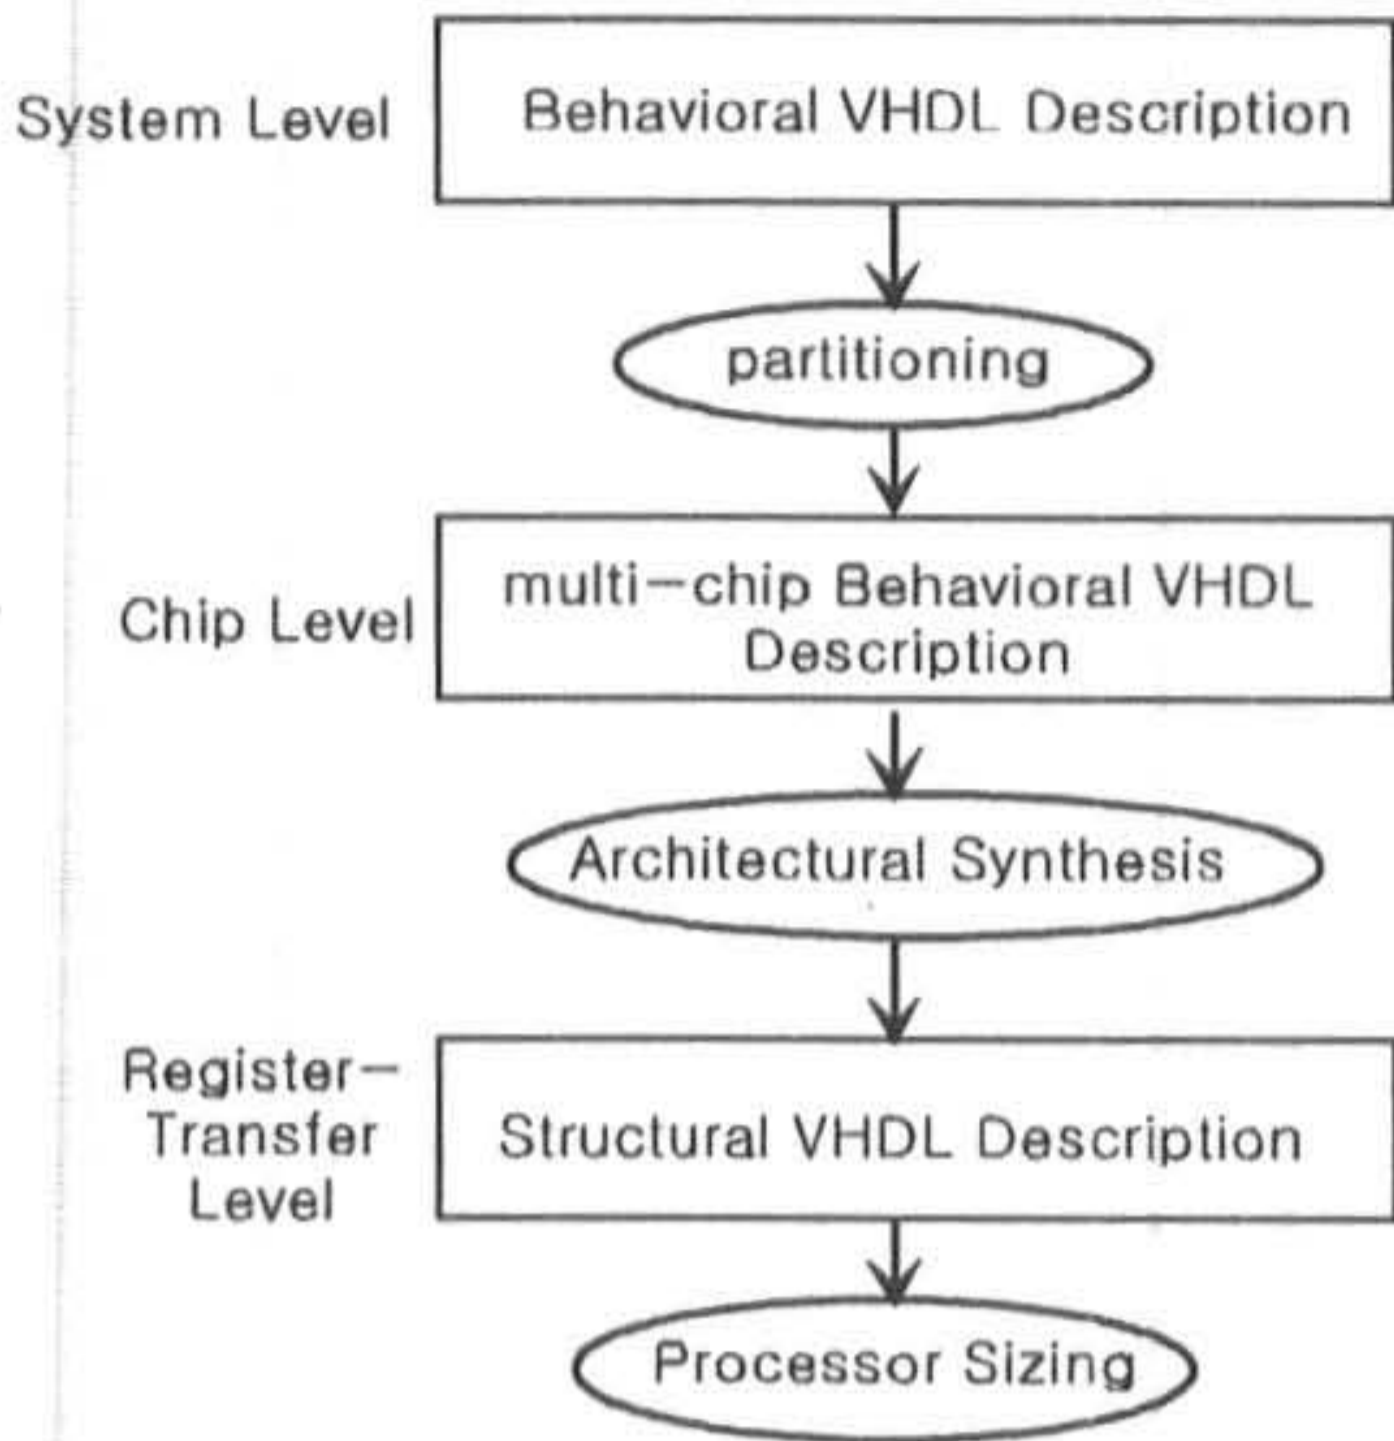 System Level
Behavioral VHDL Description
partitioning
Chip Level
multi-chip Behavioral VHDL
Description
Architectural Synthesis
Register-
Transfer
Level
Structural VHDL Description
Processor Sizing